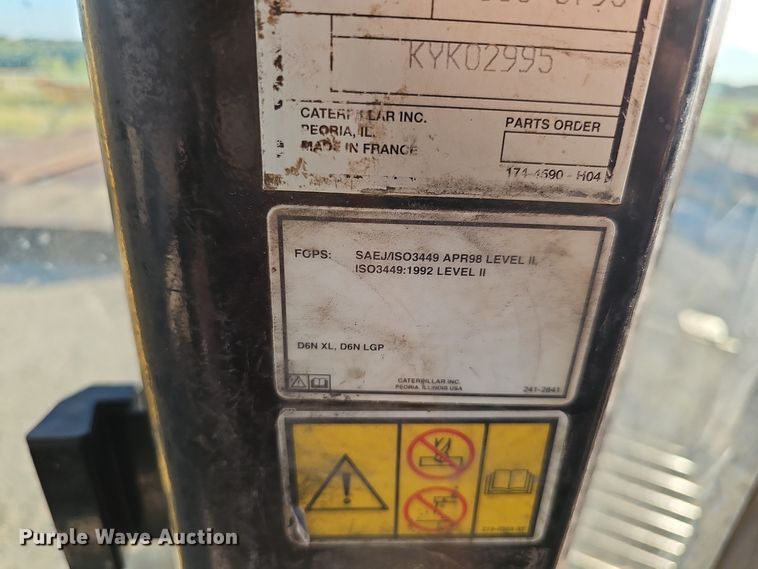 KYK02995
CATERPILLAR INC.
PEORIA, IL.
MADE IN FRANCE
PARTS ORDER
171-4590 - H04
FOPS: SAEJ/ISO3449 APR98 LEVEL II,
ISO3449:1992 LEVEL II
D6N XL, D6N LGP
CATERPILLAR INC.
PEORIA, ILLINOIS USA
241-2841
Purple Wave Auction